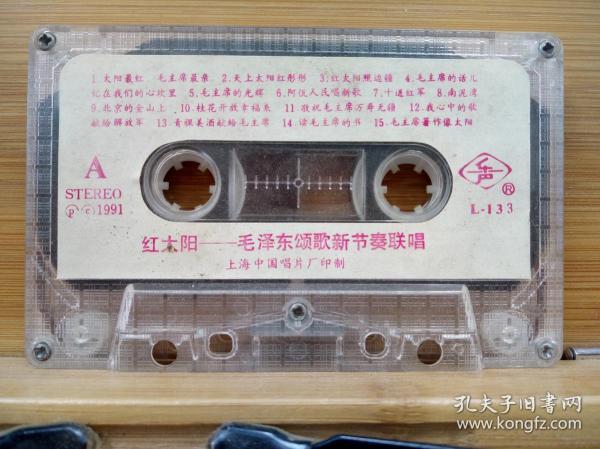 1 太阳最红 毛主席最亲 2.天上太阳红彤彤 3.红太阳照边疆 4.毛主席的话儿
记在我们的心坎里 5.毛主席的光辉 6.阿佤人民唱新歌 7.十送红军 8.南泥湾
9.北京的金山上 10.桂花开放幸福来 11.敬祝毛主席万寿无疆 12.我心中的歌
献给解放军 13 青稞美酒献给毛主席 14.读毛主席的书 15.毛主席著作像太阳
A
STEREO
Ⓟ ⓒ 1991
®
L-133
红太阳——毛泽东颂歌新节奏联唱
上海中国唱片厂印制
孔夫子旧书网
www.kongfz.com